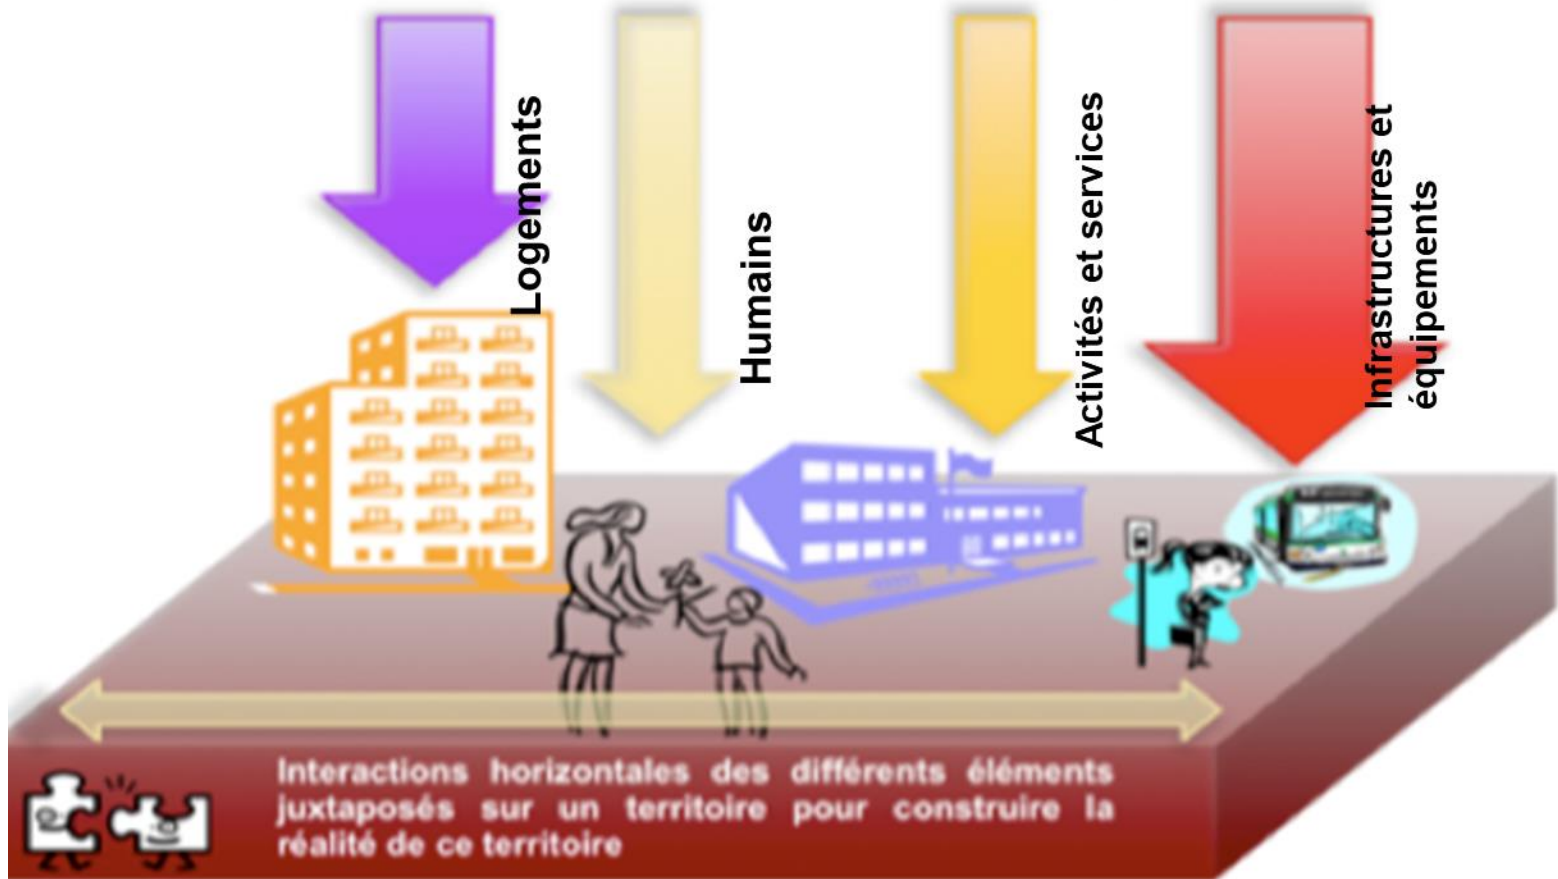 Logements
Humains
Activités et services
Infrastructures et
équipements
Interactions horizontales des différents éléments
juxtaposés sur un territoire pour construire la
réalité de ce territoire